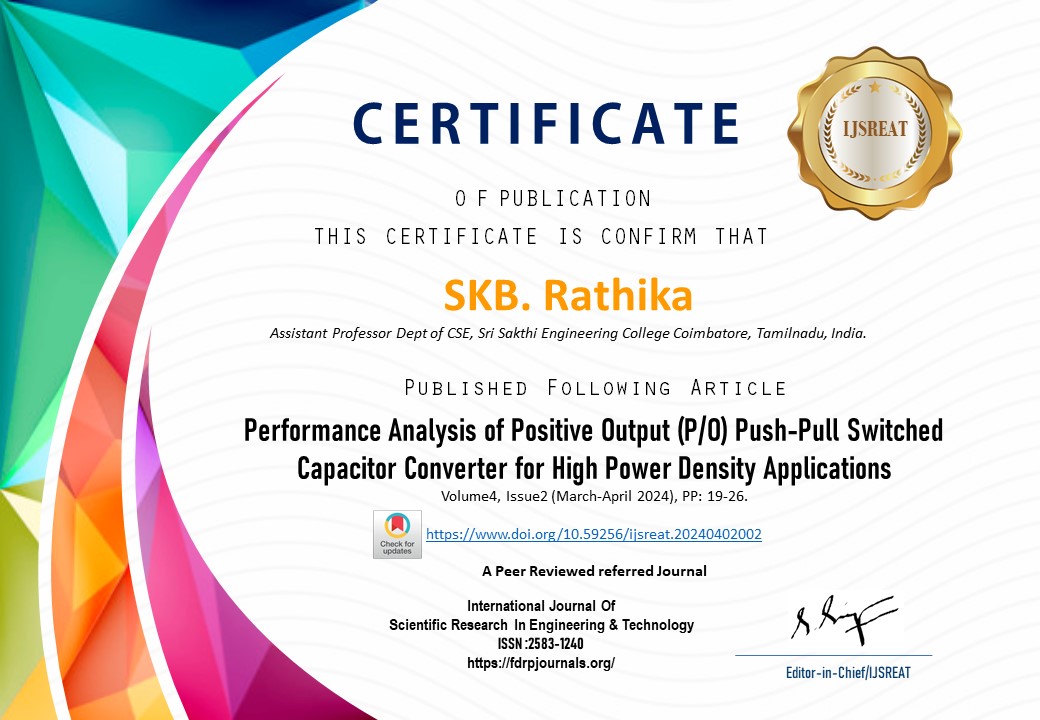 CERTIFICATE
IJSREAT
O F PUBLICATION
THIS CERTIFICATE IS CONFIRM THAT
SKB. Rathika
Assistant Professor Dept of CSE, Sri Sakthi Engineering College Coimbatore, Tamilnadu, India.
PUBLISHED FOLLOWING ARTICLE
Performance Analysis of Positive Output (P/O) Push-Pull Switched
Capacitor Converter for High Power Density Applications
Volume4, Issue2 (March-April 2024), PP: 19-26.
Check for
updates
https://www.doi.org/10.59256/ijsreat.20240402002
A Peer Reviewed referred Journal
International Journal Of
Scientific Research In Engineering & Technology
ISSN :2583-1240
https://fdrpjournals.org/
Editor-in-Chief/IJSREAT